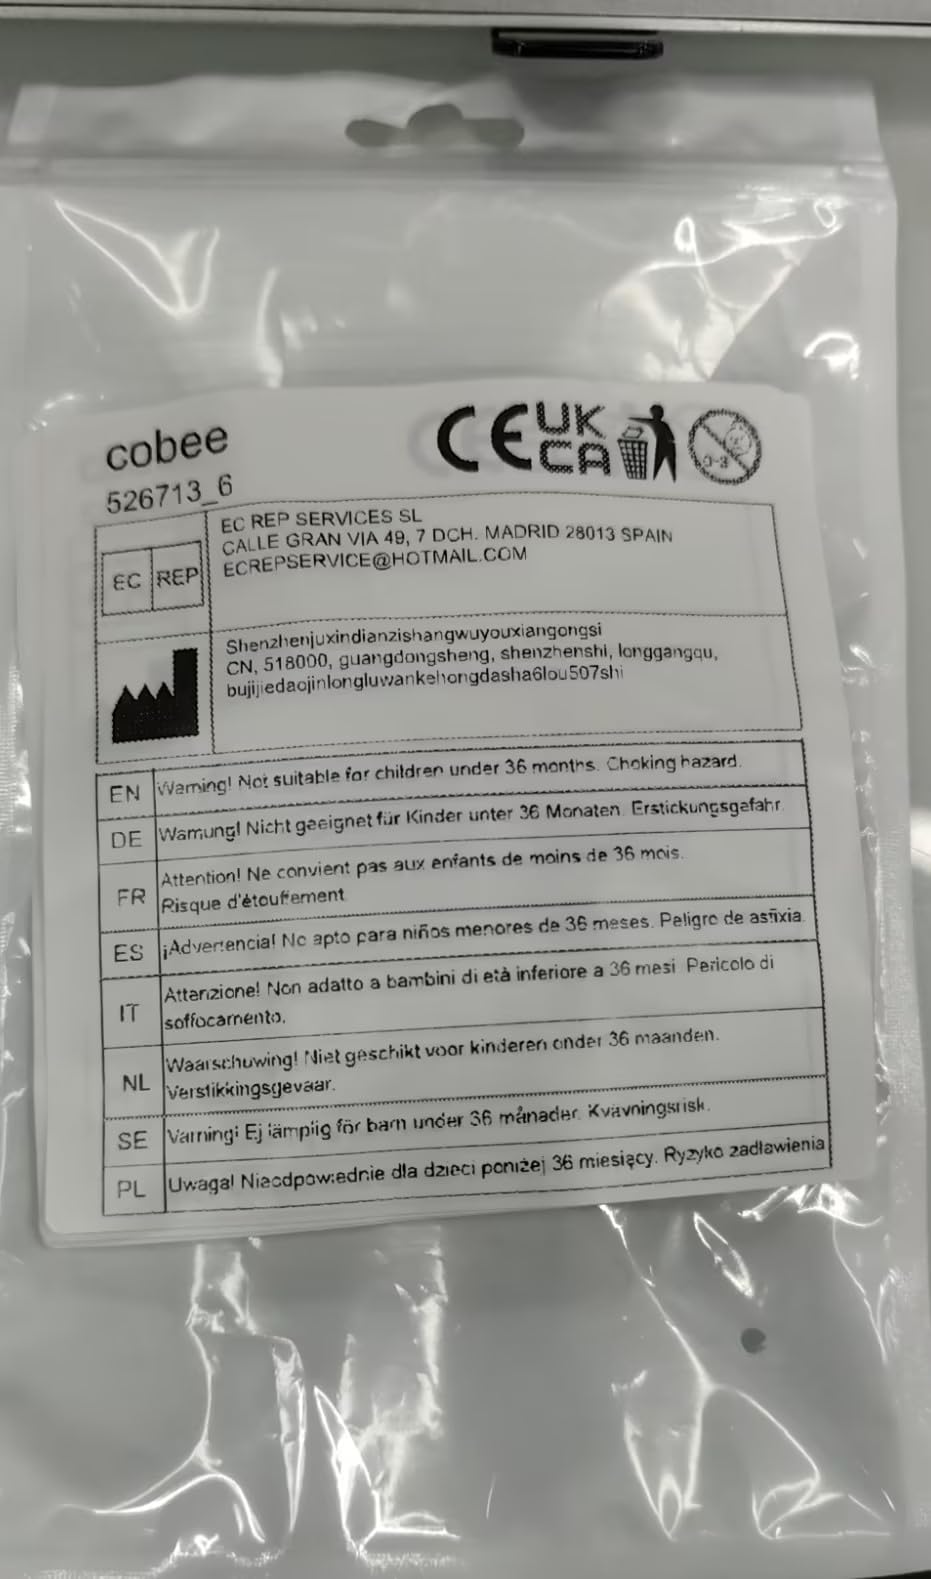 cobee
CE UK CA
0-3
526713_6
EC REP
EC REP SERVICES SL
CALLE GRAN VIA 49, 7 DCH. MADRID 28013 SPAIN
ECREPSERVICE@HOTMAIL.COM
Shenzhenjuxindianzishangwuyouxiangongsi
CN, 518000, guangdongsheng, shenzhenshi, longgangqu,
bujijiedaojinlongluwankehongdasha6lou507shi
EN Warning! Not suitable for children under 36 months. Choking hazard.
DE Warnung! Nicht geeignet für Kinder unter 36 Monaten. Erstickungsgefahr.
FR Attention! Ne convient pas aux enfants de moins de 36 mois.
Risque d'étouffement
ES ¡Advertencia! No apto para niños menores de 36 meses. Peligro de asfixia.
IT Attenzione! Non adatto a bambini di età inferiore a 36 mesi Pericolo di
soffocamento.
NL Waarschuwing! Niet geschikt voor kinderen onder 36 maanden.
Verstikkingsgevaar.
SE Varning! Ej lämplig för barn under 36 månader. Kvävningsrisk.
PL Uwaga! Nieodpowiednie dla dzieci poniżej 36 miesięcy. Ryzyko zadławienia